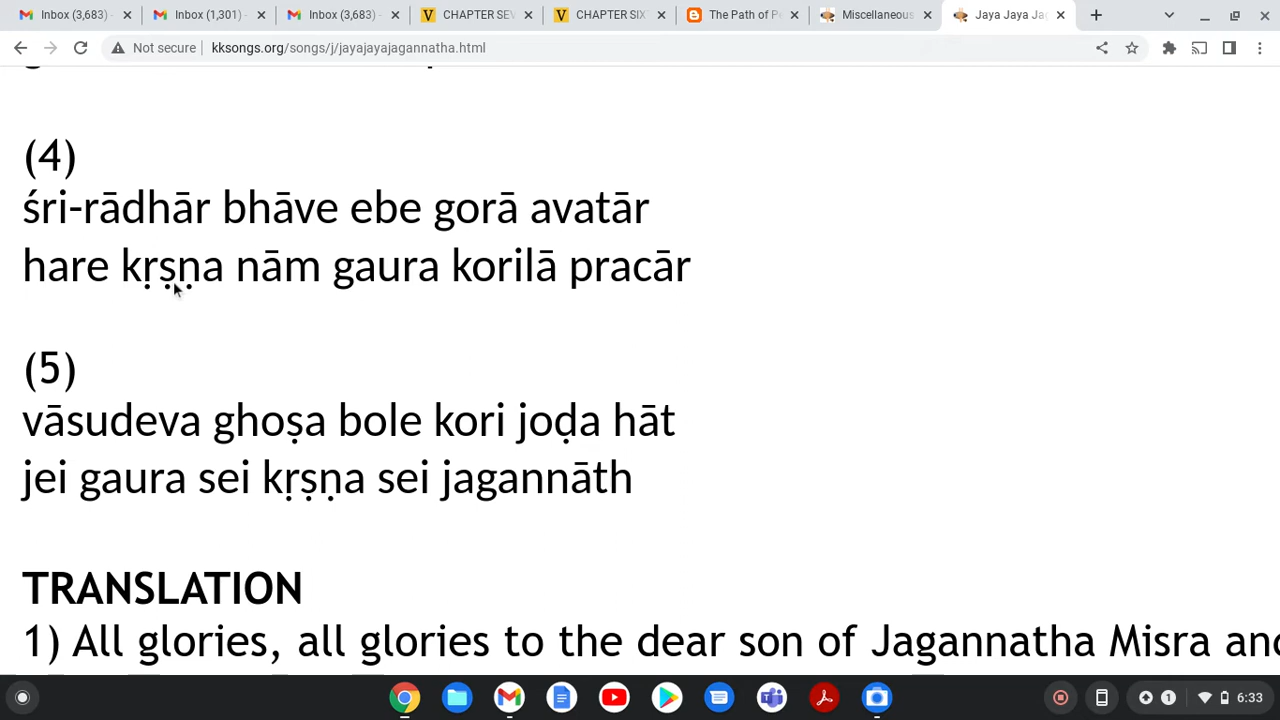 Inbox (3,683) -
Inbox (1,301) -
Inbox (3,683) -
CHAPTER SEV
CHAPTER SIXT
The Path of P
Miscellaneous
Jaya Jaya Ja
Not secure
kksongs.org/songs/j/jayajayajagannatha.html
(4)
śri-rādhār bhāve ebe gorā avatār
hare kṛṣṇa nām gaura korilā pracār
(5)
vāsudeva ghoṣa bole kori joḍa hāt
jei gaura sei kṛṣṇa sei jagannāth
TRANSLATION
1) All glories, all glories to the dear son of Jagannatha Misra and
1
6:33